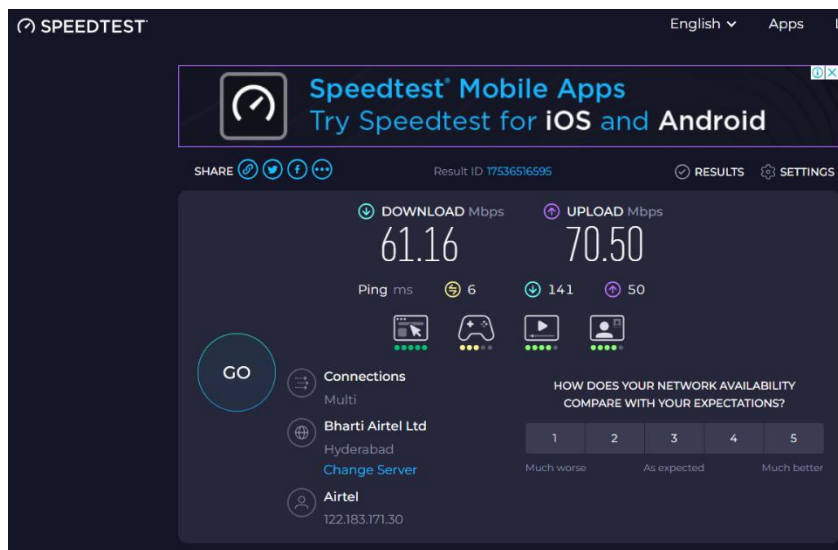 SPEEDTEST
English Apps
Speedtest® Mobile Apps
Try Speedtest for iOS and Android
SHARE Result ID 17536516595 RESULTS SETTINGS
DOWNLOAD Mbps UPLOAD Mbps
61.16 70.50
Ping ms 6 141 50
GO
Connections
Multi
Bharti Airtel Ltd
Hyderabad
Change Server
Airtel
122.183.171.30
HOW DOES YOUR NETWORK AVAILABILITY
COMPARE WITH YOUR EXPECTATIONS?
1 2 3 4 5
Much worse As expected Much better